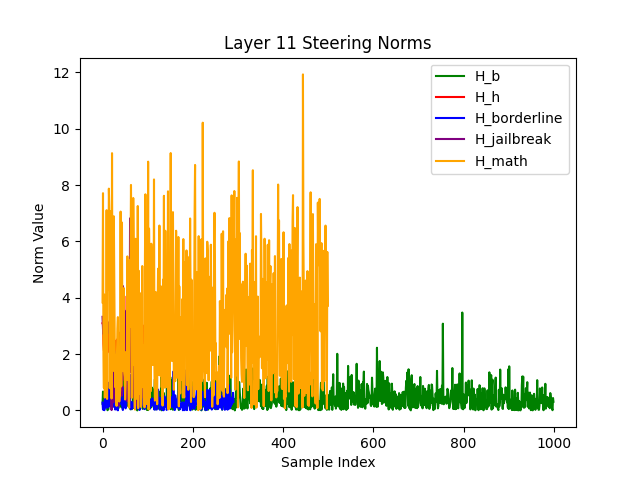 Layer 11 Steering Norms
Norm Value
12
10
8
6
4
2
0
0 200 400 600 800 1000
Sample Index
H_b
H_h
H_borderline
H_jailbreak
H_math